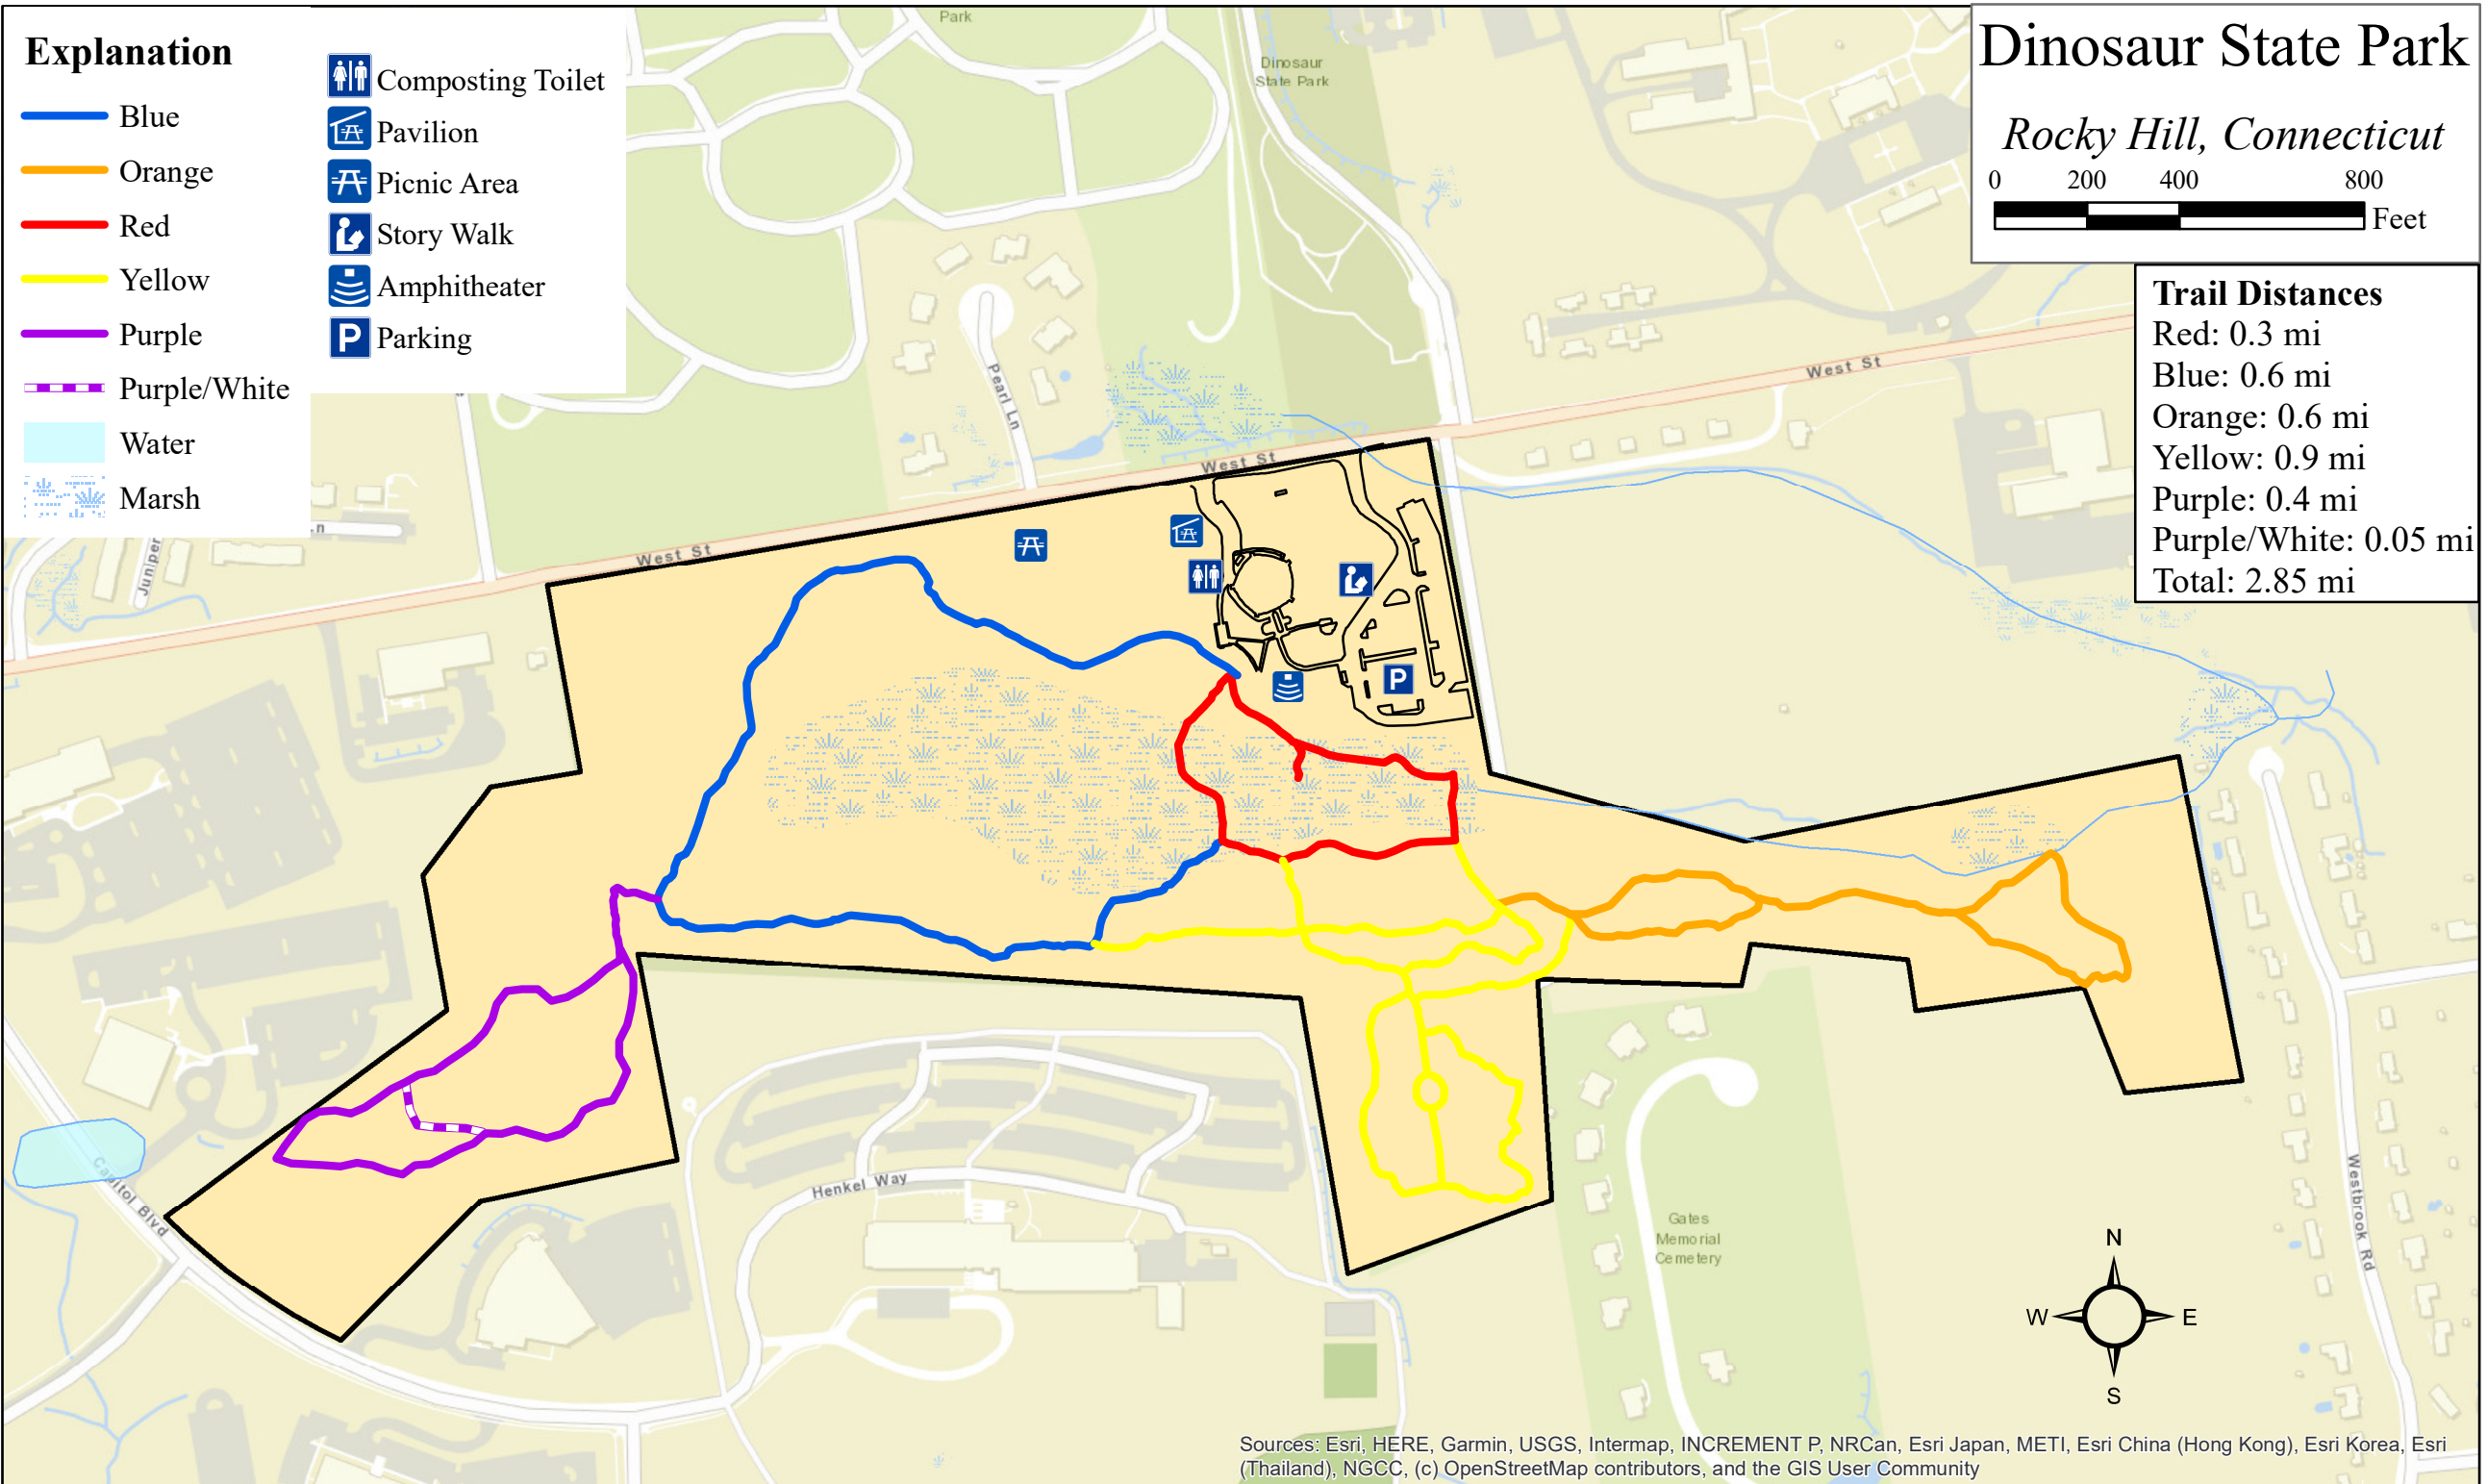 Explanation
Blue
Orange
Red
Yellow
Purple
Purple/White
Water
Marsh
Composting Toilet
Pavilion
Picnic Area
Story Walk
Amphitheater
P Parking
Dinosaur State Park
Rocky Hill, Connecticut
0 200 400 800
Feet
Trail Distances
Red: 0.3 mi
Blue: 0.6 mi
Orange: 0.6 mi
Yellow: 0.9 mi
Purple: 0.4 mi
Purple/White: 0.05 mi
Total: 2.85 mi
Park
Dinosaur
State Park
Pearl Ln
West St
West St
West St
Juniper
Ln
P
Capitol Blvd
Henkel Way
Gates
Memorial
Cemetery
Westbrook Rd
N
W E
S
Sources: Esri, HERE, Garmin, USGS, Intermap, INCREMENT P, NRCan, Esri Japan, METI, Esri China (Hong Kong), Esri Korea, Esri
(Thailand), NGCC, (c) OpenStreetMap contributors, and the GIS User Community